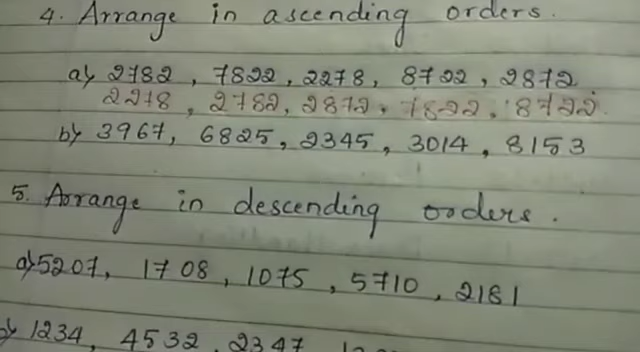 4. Arrange in ascending orders.
a) 2782, 7822, 2278, 8722, 2872
2278, 2782, 2872, 7822, 8722.
b) 3967, 6825, 2345, 3014, 8153
5. Arrange in descending orders.
a) 5207, 1708, 1075, 5710, 2181
b) 1234, 4532, 2347